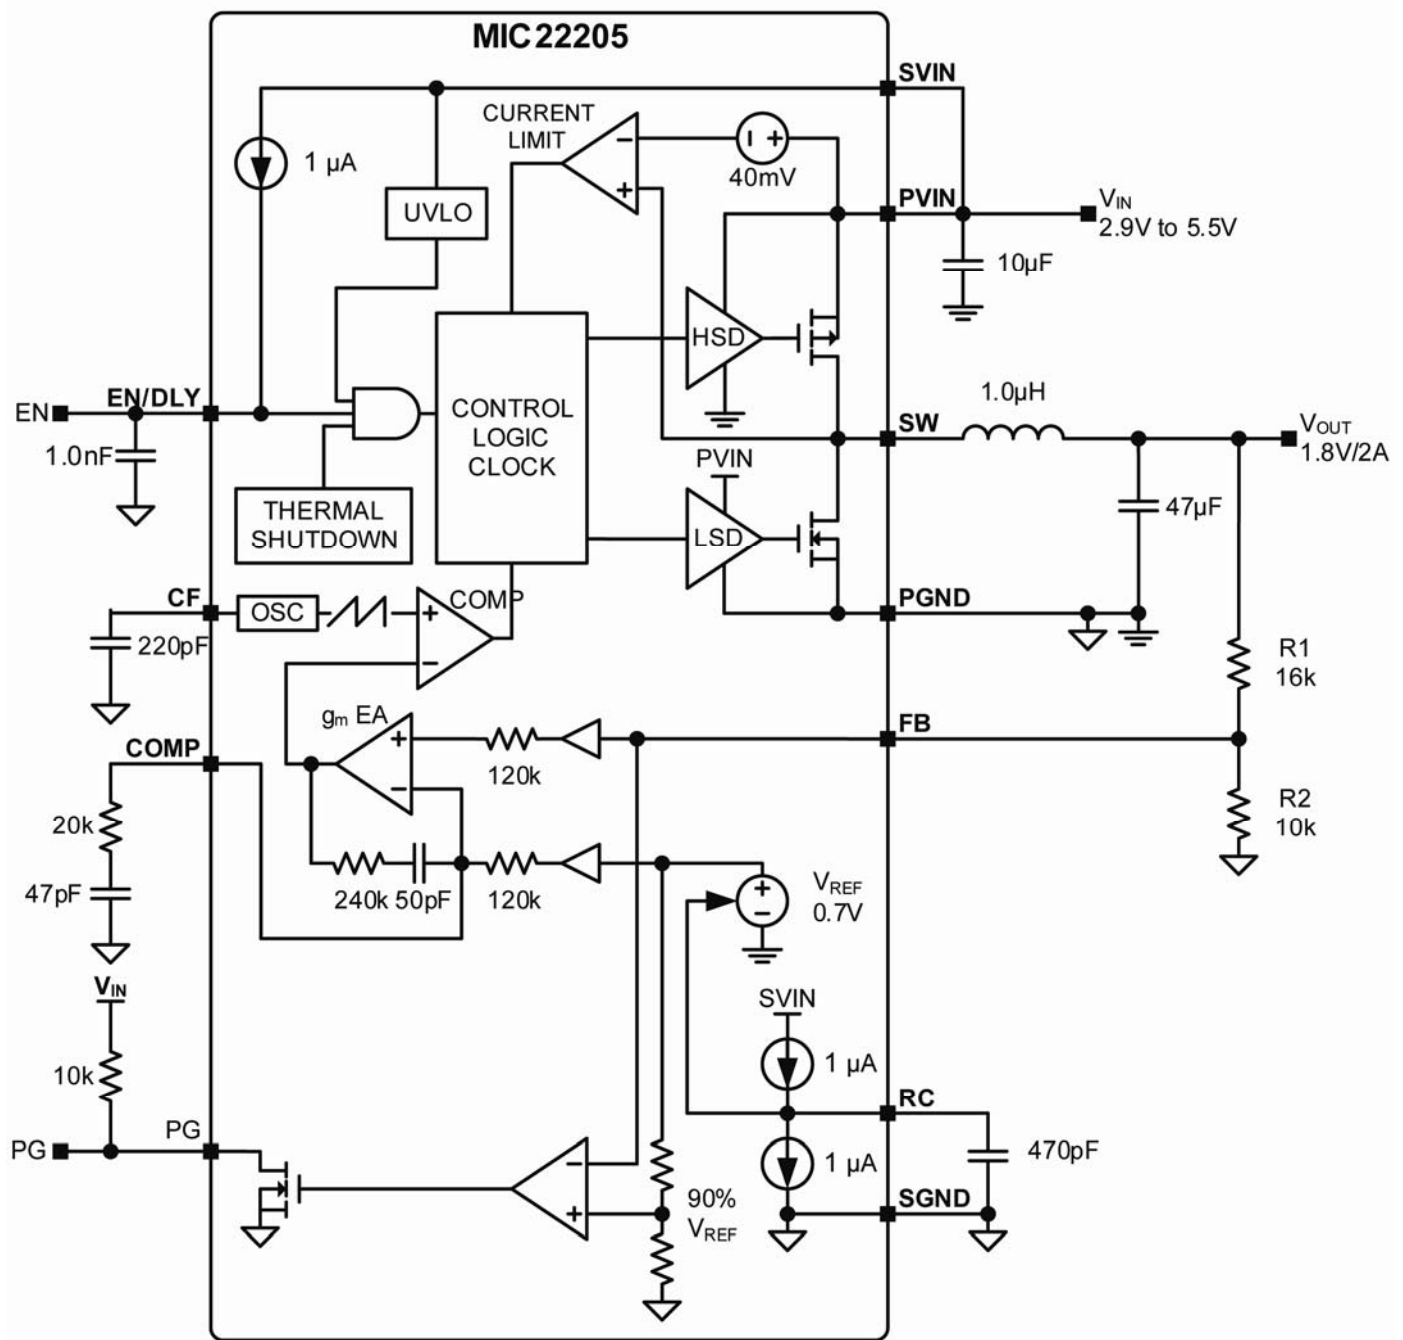 MIC22205
SVIN
CURRENT
LIMIT
− +
1 µA
−
+
40mV
UVLO
PVIN
VIN
2.9V to 5.5V
10µF
HSD
EN
EN/DLY
1.0nF
CONTROL
LOGIC
CLOCK
1.0µH
SW
VOUT
1.8V/2A
PVIN
THERMAL
SHUTDOWN
LSD
47µF
CF
OSC
+
−
COMP
PGND
220pF
R1
16k
gm EA
+
−
120k
FB
COMP
20k
R2
10k
47pF
240k
50pF
120k
+
−
VREF
0.7V
VIN
SVIN
10k
1 µA
RC
PG
PG
−
+
1 µA
470pF
90%
VREF
SGND